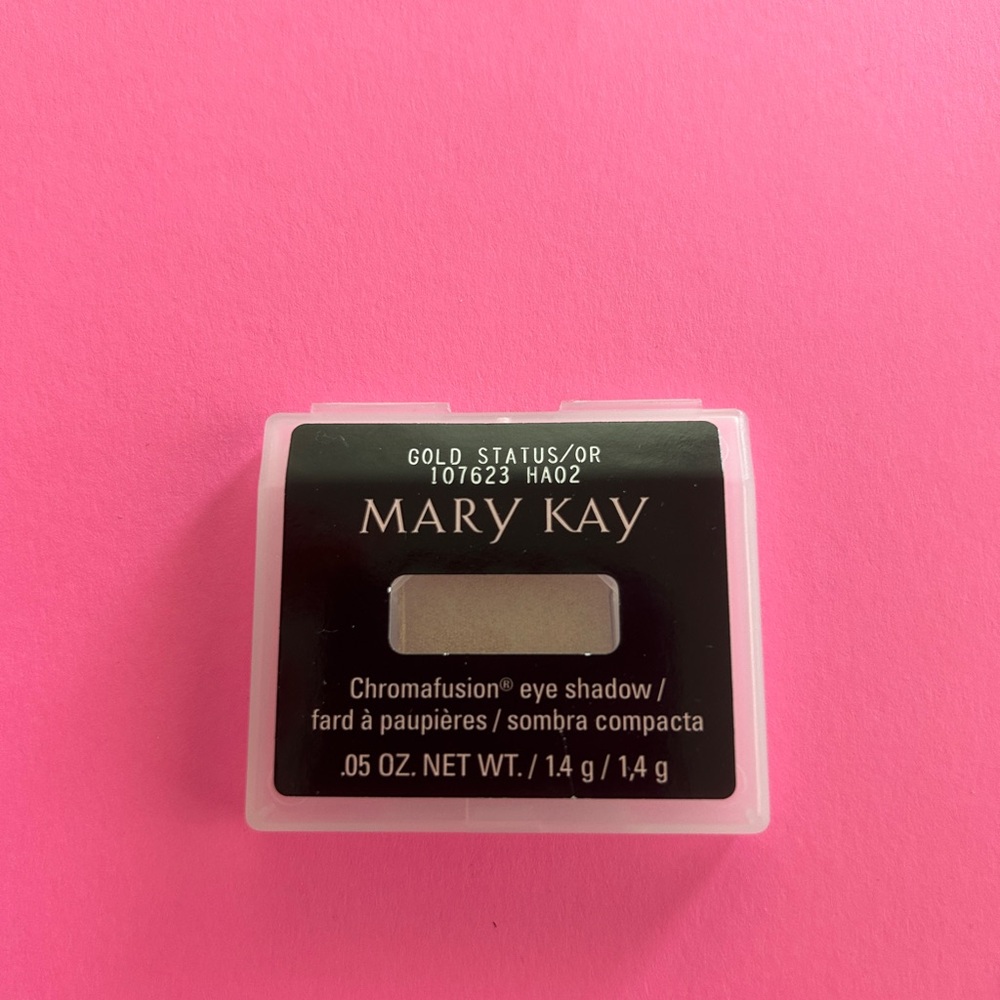 GOLD STATUS/OR
107623 HA02
MARY KAY
Chromafusion® eye shadow /
fard à paupières / sombra compacta
.05 OZ. NET WT. / 1.4 g / 1,4 g